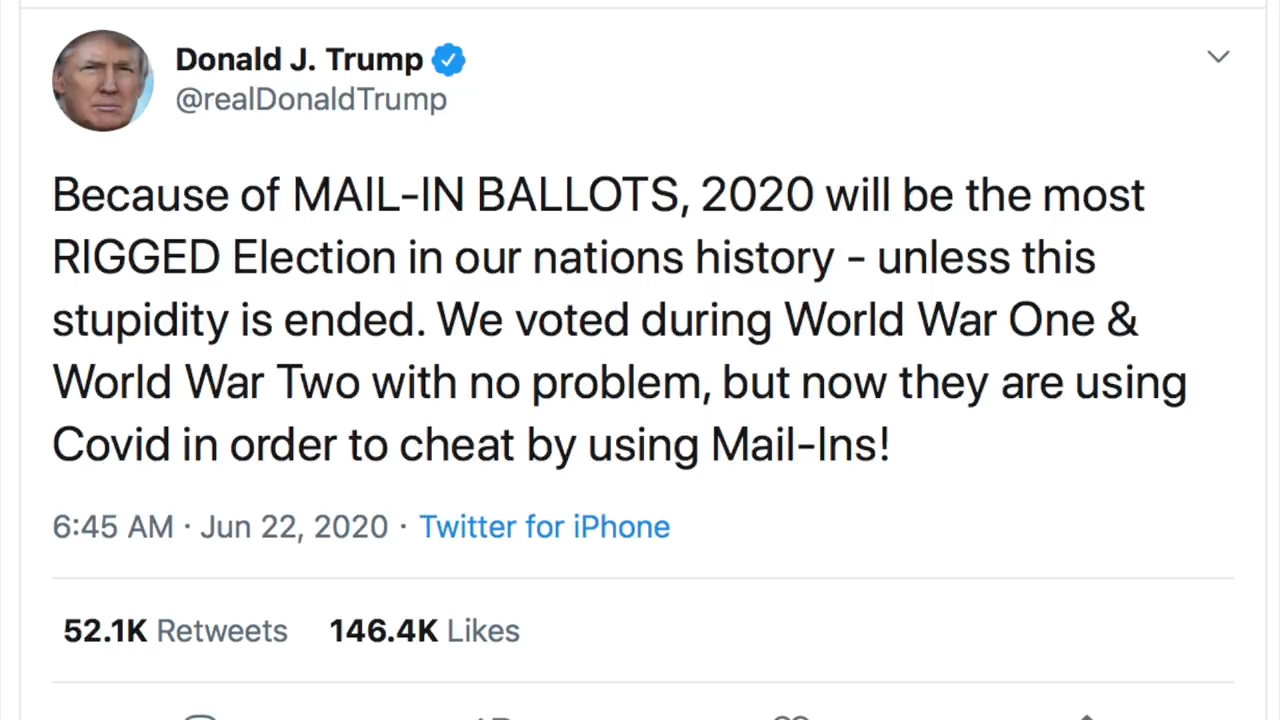 Donald J. Trump
@realDonaldTrump
Because of MAIL-IN BALLOTS, 2020 will be the most
RIGGED Election in our nations history - unless this
stupidity is ended. We voted during World War One &
World War Two with no problem, but now they are using
Covid in order to cheat by using Mail-Ins!
6:45 AM · Jun 22, 2020 · Twitter for iPhone
52.1K Retweets 146.4K Likes